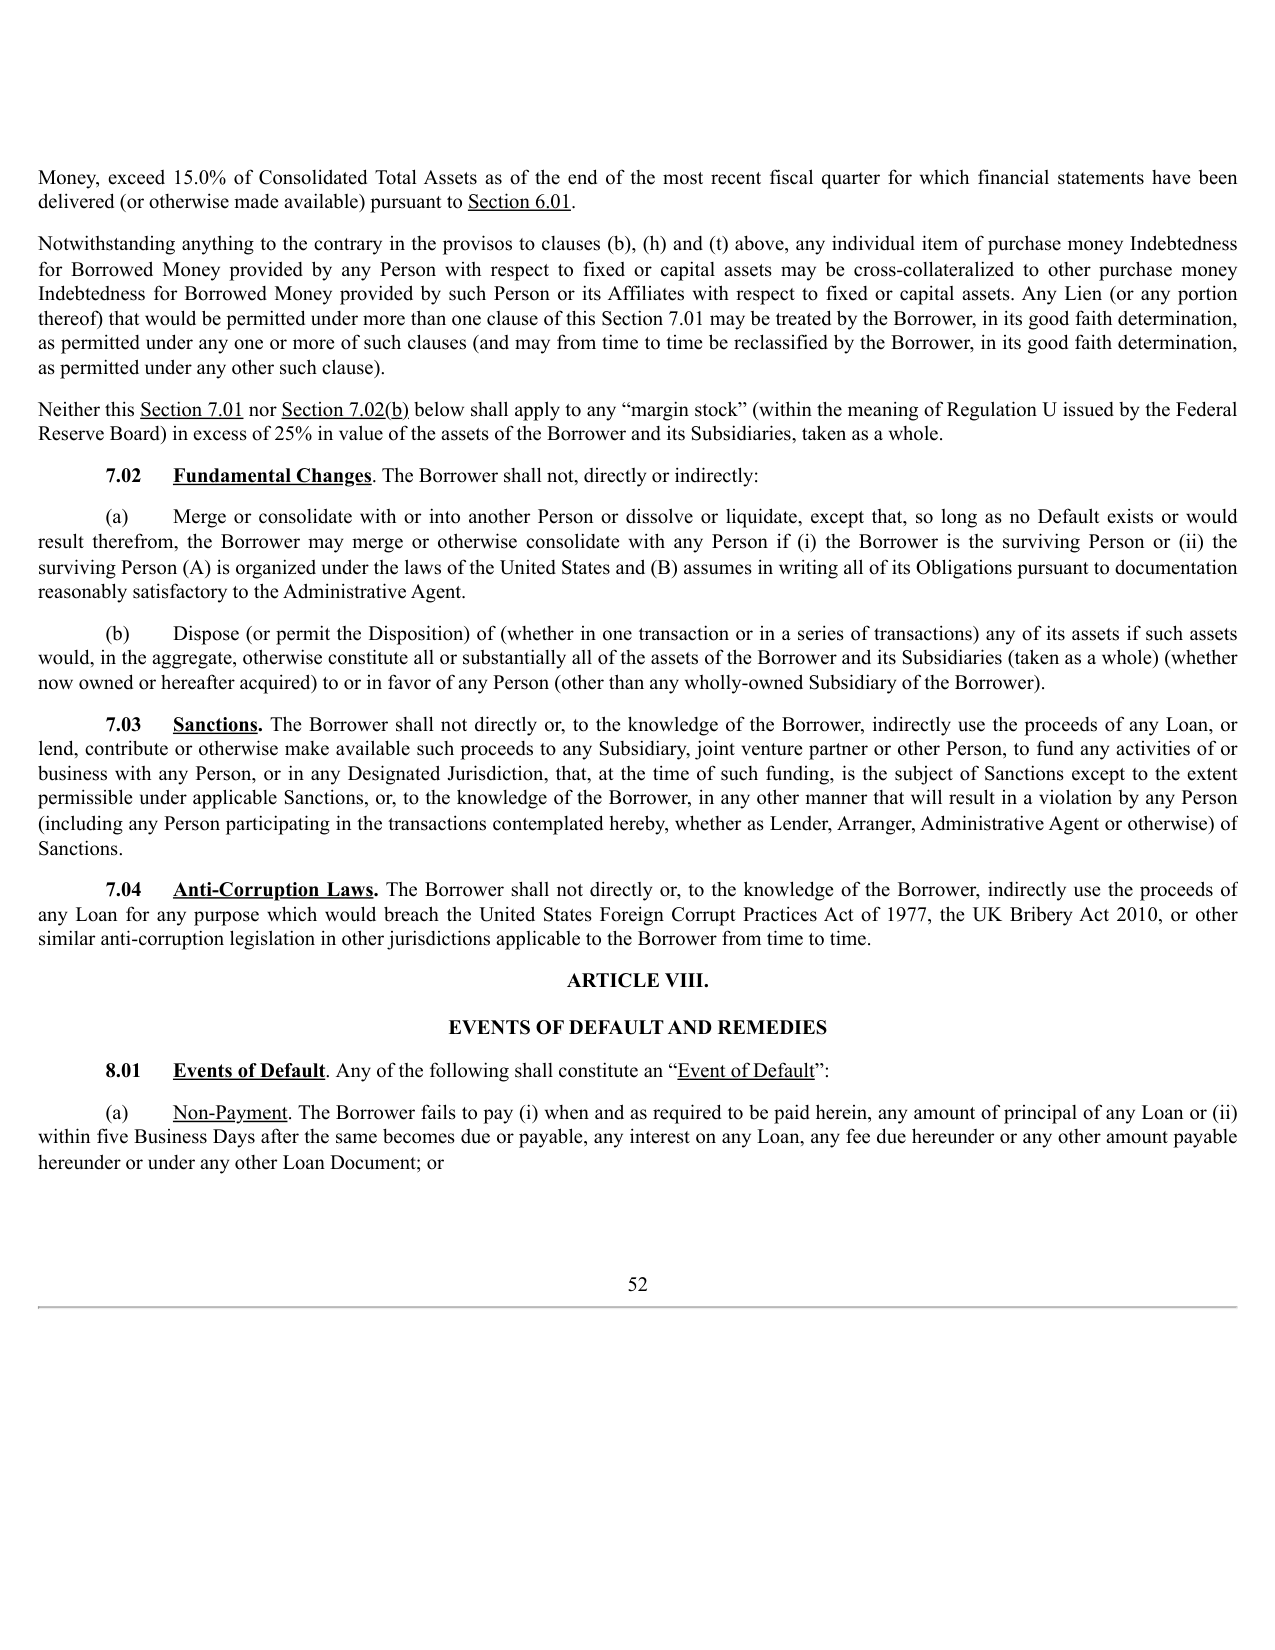 Money, exceed 15.0% of Consolidated Total Assets as of the end of the most recent fiscal quarter for which financial statements have been
delivered (or otherwise made available) pursuant to Section 6.01.
Notwithstanding anything to the contrary in the provisos to clauses (b), (h) and (t) above, any individual item of purchase money Indebtedness
for Borrowed Money provided by any Person with respect to fixed or capital assets may be cross-collateralized to other purchase money
Indebtedness for Borrowed Money provided by such Person or its Affiliates with respect to fixed or capital assets. Any Lien (or any portion
thereof) that would be permitted under more than one clause of this Section 7.01 may be treated by the Borrower, in its good faith determination,
as permitted under any one or more of such clauses (and may from time to time be reclassified by the Borrower, in its good faith determination,
as permitted under any other such clause).
Neither this Section 7.01 nor Section 7.02(b) below shall apply to any “margin stock” (within the meaning of Regulation U issued by the Federal
Reserve Board) in excess of 25% in value of the assets of the Borrower and its Subsidiaries, taken as a whole.
7.02 Fundamental Changes. The Borrower shall not, directly or indirectly:
(a) Merge or consolidate with or into another Person or dissolve or liquidate, except that, so long as no Default exists or would
result therefrom, the Borrower may merge or otherwise consolidate with any Person if (i) the Borrower is the surviving Person or (ii) the
surviving Person (A) is organized under the laws of the United States and (B) assumes in writing all of its Obligations pursuant to documentation
reasonably satisfactory to the Administrative Agent.
(b) Dispose (or permit the Disposition) of (whether in one transaction or in a series of transactions) any of its assets if such assets
would, in the aggregate, otherwise constitute all or substantially all of the assets of the Borrower and its Subsidiaries (taken as a whole) (whether
now owned or hereafter acquired) to or in favor of any Person (other than any wholly-owned Subsidiary of the Borrower).
7.03 Sanctions. The Borrower shall not directly or, to the knowledge of the Borrower, indirectly use the proceeds of any Loan, or
lend, contribute or otherwise make available such proceeds to any Subsidiary, joint venture partner or other Person, to fund any activities of or
business with any Person, or in any Designated Jurisdiction, that, at the time of such funding, is the subject of Sanctions except to the extent
permissible under applicable Sanctions, or, to the knowledge of the Borrower, in any other manner that will result in a violation by any Person
(including any Person participating in the transactions contemplated hereby, whether as Lender, Arranger, Administrative Agent or otherwise) of
Sanctions.
7.04 Anti-Corruption Laws. The Borrower shall not directly or, to the knowledge of the Borrower, indirectly use the proceeds of
any Loan for any purpose which would breach the United States Foreign Corrupt Practices Act of 1977, the UK Bribery Act 2010, or other
similar anti-corruption legislation in other jurisdictions applicable to the Borrower from time to time.
ARTICLE VIII.
EVENTS OF DEFAULT AND REMEDIES
8.01 Events of Default. Any of the following shall constitute an “Event of Default”:
(a) Non-Payment. The Borrower fails to pay (i) when and as required to be paid herein, any amount of principal of any Loan or (ii)
within five Business Days after the same becomes due or payable, any interest on any Loan, any fee due hereunder or any other amount payable
hereunder or under any other Loan Document; or
52